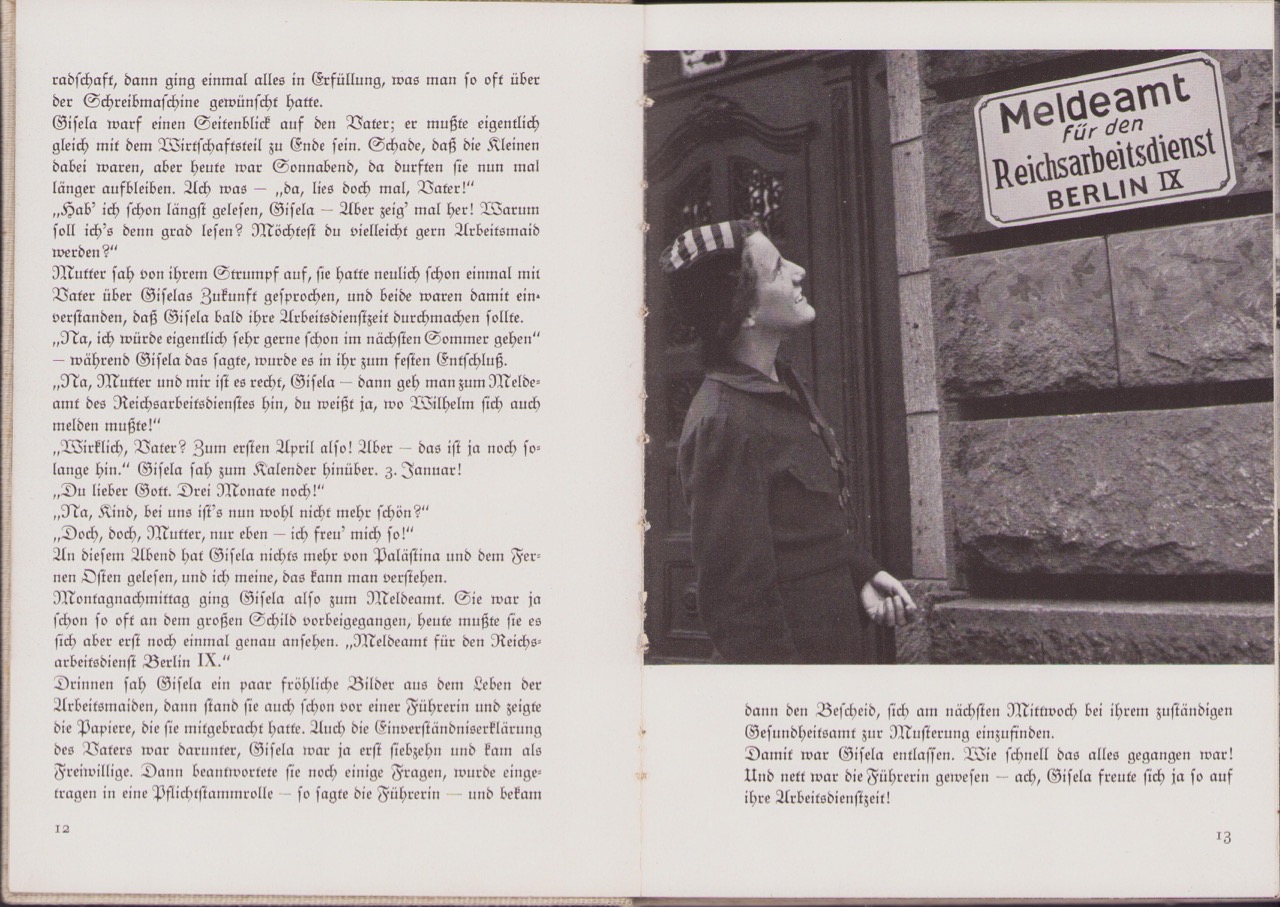 radschaft, dann ging einmal alles in Erfüllung, was man so oft über
der Schreibmaschine gewünscht hatte.
Gisela warf einen Seitenblick auf den Vater; er mußte eigentlich
gleich mit dem Wirtschaftsteil zu Ende sein. Schade, daß die Kleinen
dabei waren, aber heute war Sonnabend, da durften sie nun mal
länger aufbleiben. Ach was — „da, lies doch mal, Vater!“
„Hab’ ich schon längst gelesen, Gisela — Aber zeig’ mal her! Warum
soll ich’s denn grad lesen? Möchtest du vielleicht gern Arbeitsmaid
werden?“
Mutter sah von ihrem Strumpf auf, sie hatte neulich schon einmal mit
Vater über Giselas Zukunft gesprochen, und beide waren damit ein-
verstanden, daß Gisela bald ihre Arbeitsdienstzeit durchmachen sollte.
„Na, ich würde eigentlich sehr gerne schon im nächsten Sommer gehen“
— während Gisela das sagte, wurde es in ihr zum festen Entschluß.
„Na, Mutter und mir ist es recht, Gisela — dann geh man zum Melde-
amt des Reichsarbeitsdienstes hin, du weißt ja, wo Wilhelm sich auch
melden mußte!“
„Wirklich, Vater? Zum ersten April also! Aber — das ist ja noch so-
lange hin.“ Gisela sah zum Kalender hinüber. 3. Januar!
„Du lieber Gott. Drei Monate noch!“
„Na, Kind, bei uns ist’s nun wohl nicht mehr schön?“
„Doch, doch, Mutter, nur eben — ich freu’ mich so!“
An diesem Abend hat Gisela nichts mehr von Palästina und dem Fer-
nen Osten gelesen, und ich meine, das kann man verstehen.
Montagnachmittag ging Gisela also zum Meldeamt. Sie war ja
schon so oft an dem großen Schild vorbeigegangen, heute mußte sie es
sich aber erst noch einmal genau ansehen. „Meldeamt für den Reichs-
arbeitsdienst Berlin IX.“
Drinnen sah Gisela ein paar fröhliche Bilder aus dem Leben der
Arbeitsmaiden, dann stand sie auch schon vor einer Führerin und zeigte
die Papiere, die sie mitgebracht hatte. Auch die Einverständniserklärung
des Vaters war darunter, Gisela war ja erst siebzehn und kam als
Freiwillige. Dann beantwortete sie noch einige Fragen, wurde einge-
tragen in eine Pflichtstammrolle — so sagte die Führerin — und bekam
12
Meldeamt
für den
Reichsarbeitsdienst
BERLIN IX
dann den Bescheid, sich am nächsten Mittwoch bei ihrem zuständigen
Gesundheitsamt zur Musterung einzufinden.
Damit war Gisela entlassen. Wie schnell das alles gegangen war!
Und nett war die Führerin gewesen — ach, Gisela freute sich ja so auf
ihre Arbeitsdienstzeit!
13